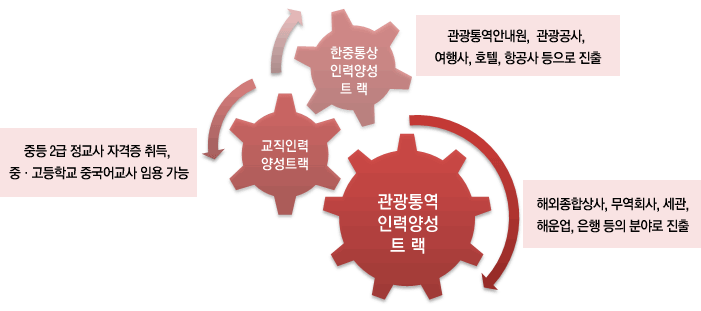 한중통상
인력양성
트 랙
관광통역안내원, 관광공사,
여행사, 호텔, 항공사 등으로 진출
교직인력
양성트랙
중등 2급 정교사 자격증 취득,
중 · 고등학교 중국어교사 임용 가능
관광통역
인력양성
트 랙
해외종합상사, 무역회사, 세관,
해운업, 은행 등의 분야로 진출